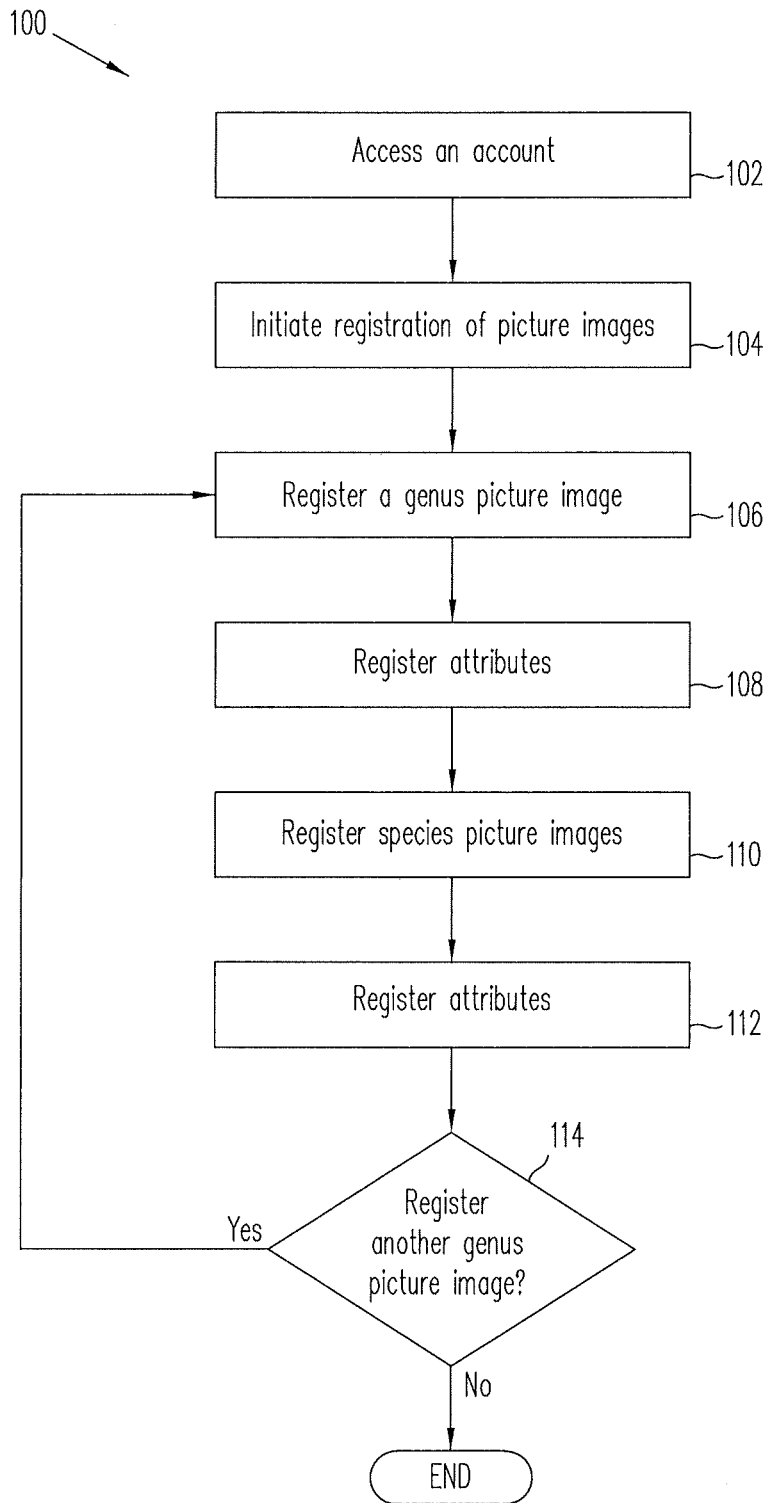 100
Access an account
102
Initiate registration of picture images
104
Register a genus picture image
106
Register attributes
108
Register species picture images
110
Register attributes
112
114
Register
another genus
picture image?
Yes
No
END